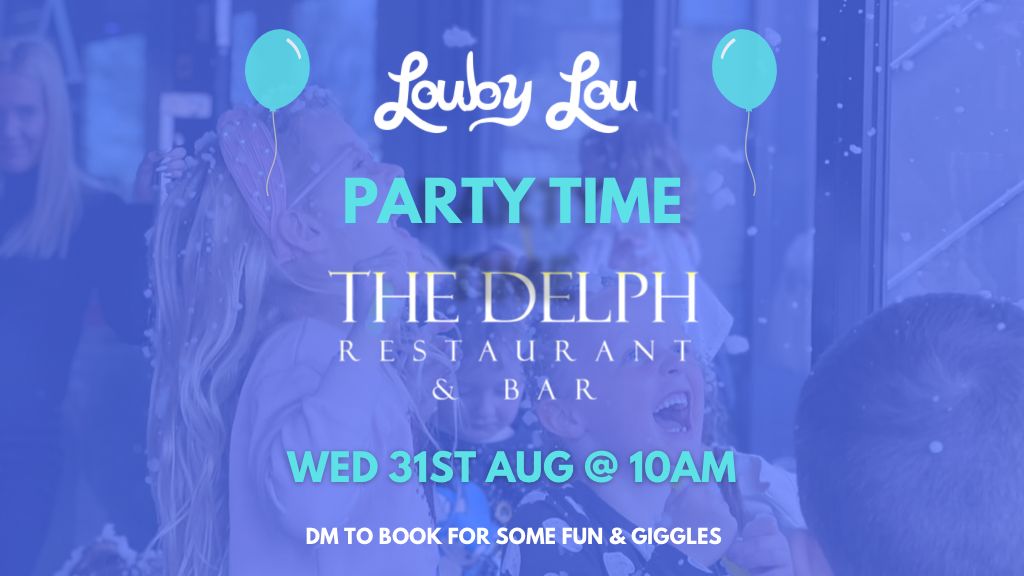 Louby Lou
PARTY TIME
THE DELPH
RESTAURANT
& BAR
WED 31ST AUG @ 10AM
DM TO BOOK FOR SOME FUN & GIGGLES